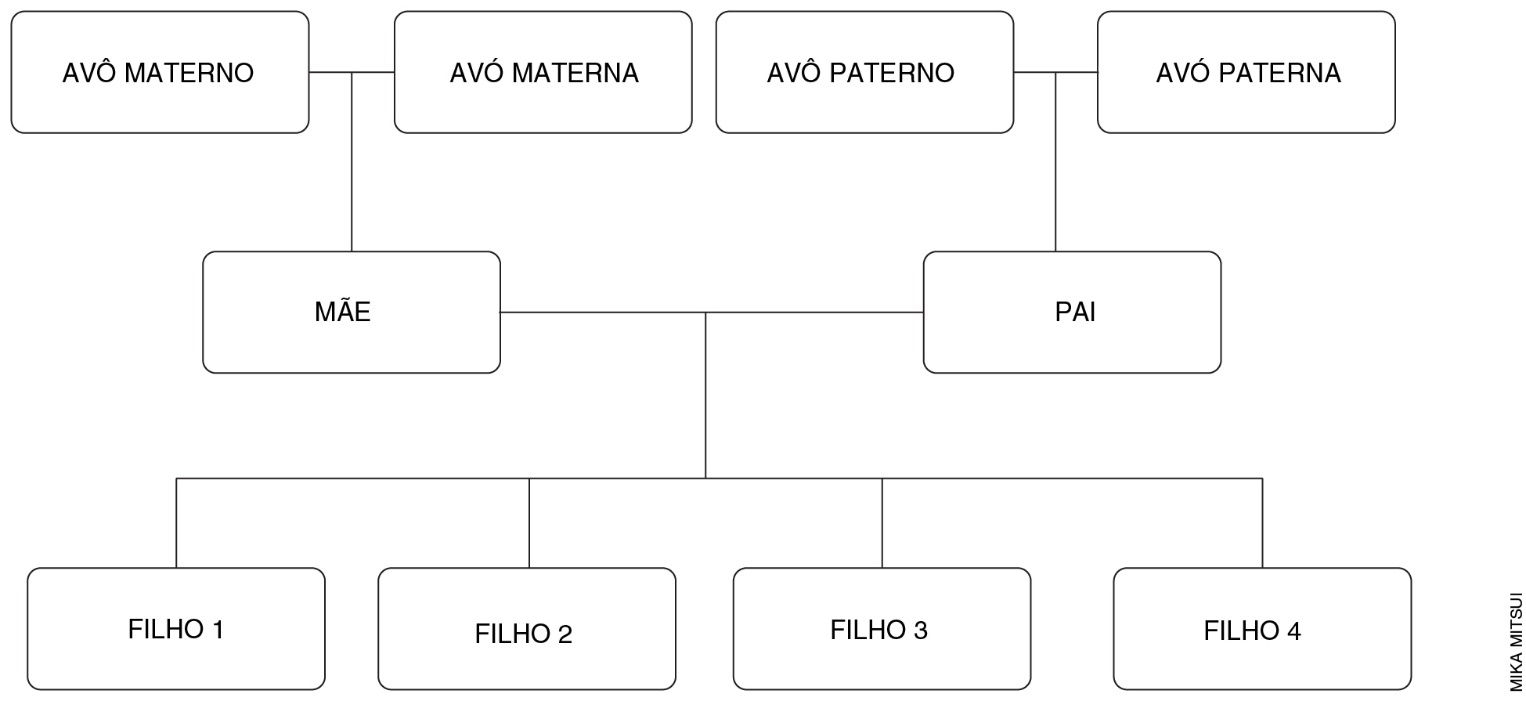 AVÔ MATERNO
AVÓ MATERNA
AVÔ PATERNO
AVÓ PATERNA
MÃE
PAI
FILHO 1
FILHO 2
FILHO 3
FILHO 4
MIKA MITSUI